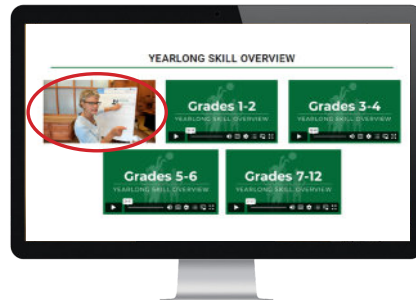 YEARLONG SKILL OVERVIEW
Grades 1-2
YEARLONG SKILL OVERVIEW
Grades 3-4
YEARLONG SKILL OVERVIEW
Grades 5-6
YEARLONG SKILL OVERVIEW
Grades 7-12
YEARLONG SKILL OVERVIEW